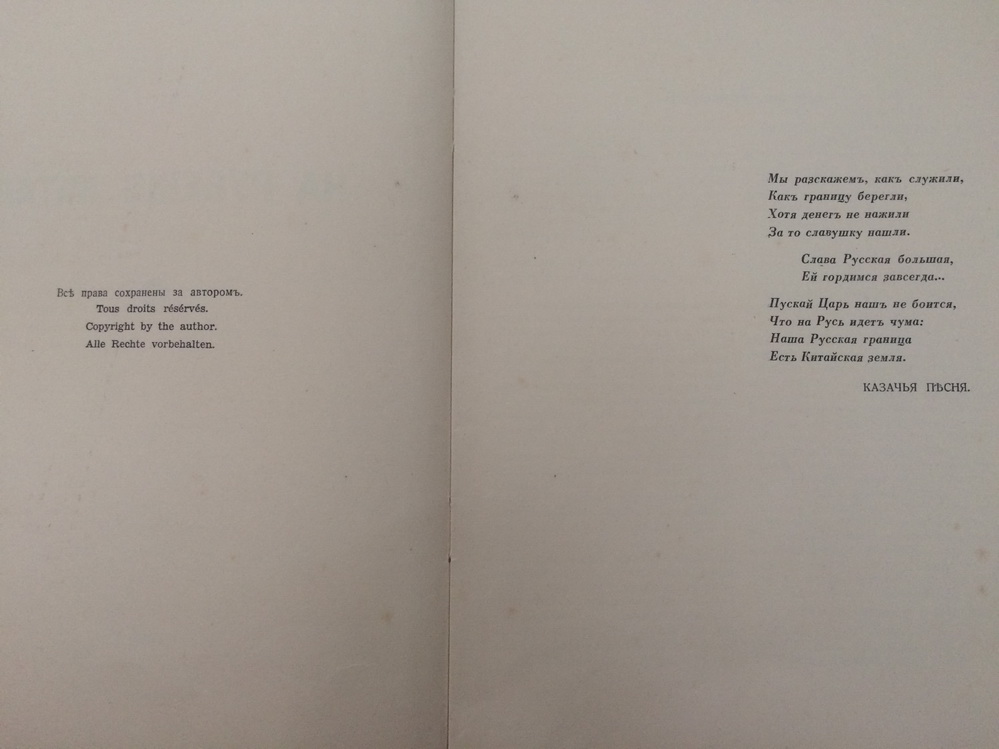 Всѣ права сохранены за авторомъ.
Tous droits résérvés.
Copyright by the author.
Alle Rechte vorbehalten.
Мы разскажемъ, какъ служили,
Какъ границу берегли,
Хотя денегъ не нажили
За то славушку нашли.
Слава Русская большая,
Ей гордимся завсегда...
Пускай Царь нашъ не боится,
Что на Русь идетъ чума:
Наша Русская граница
Есть Китайская земля.
КАЗАЧЬЯ ПѢСНЯ.